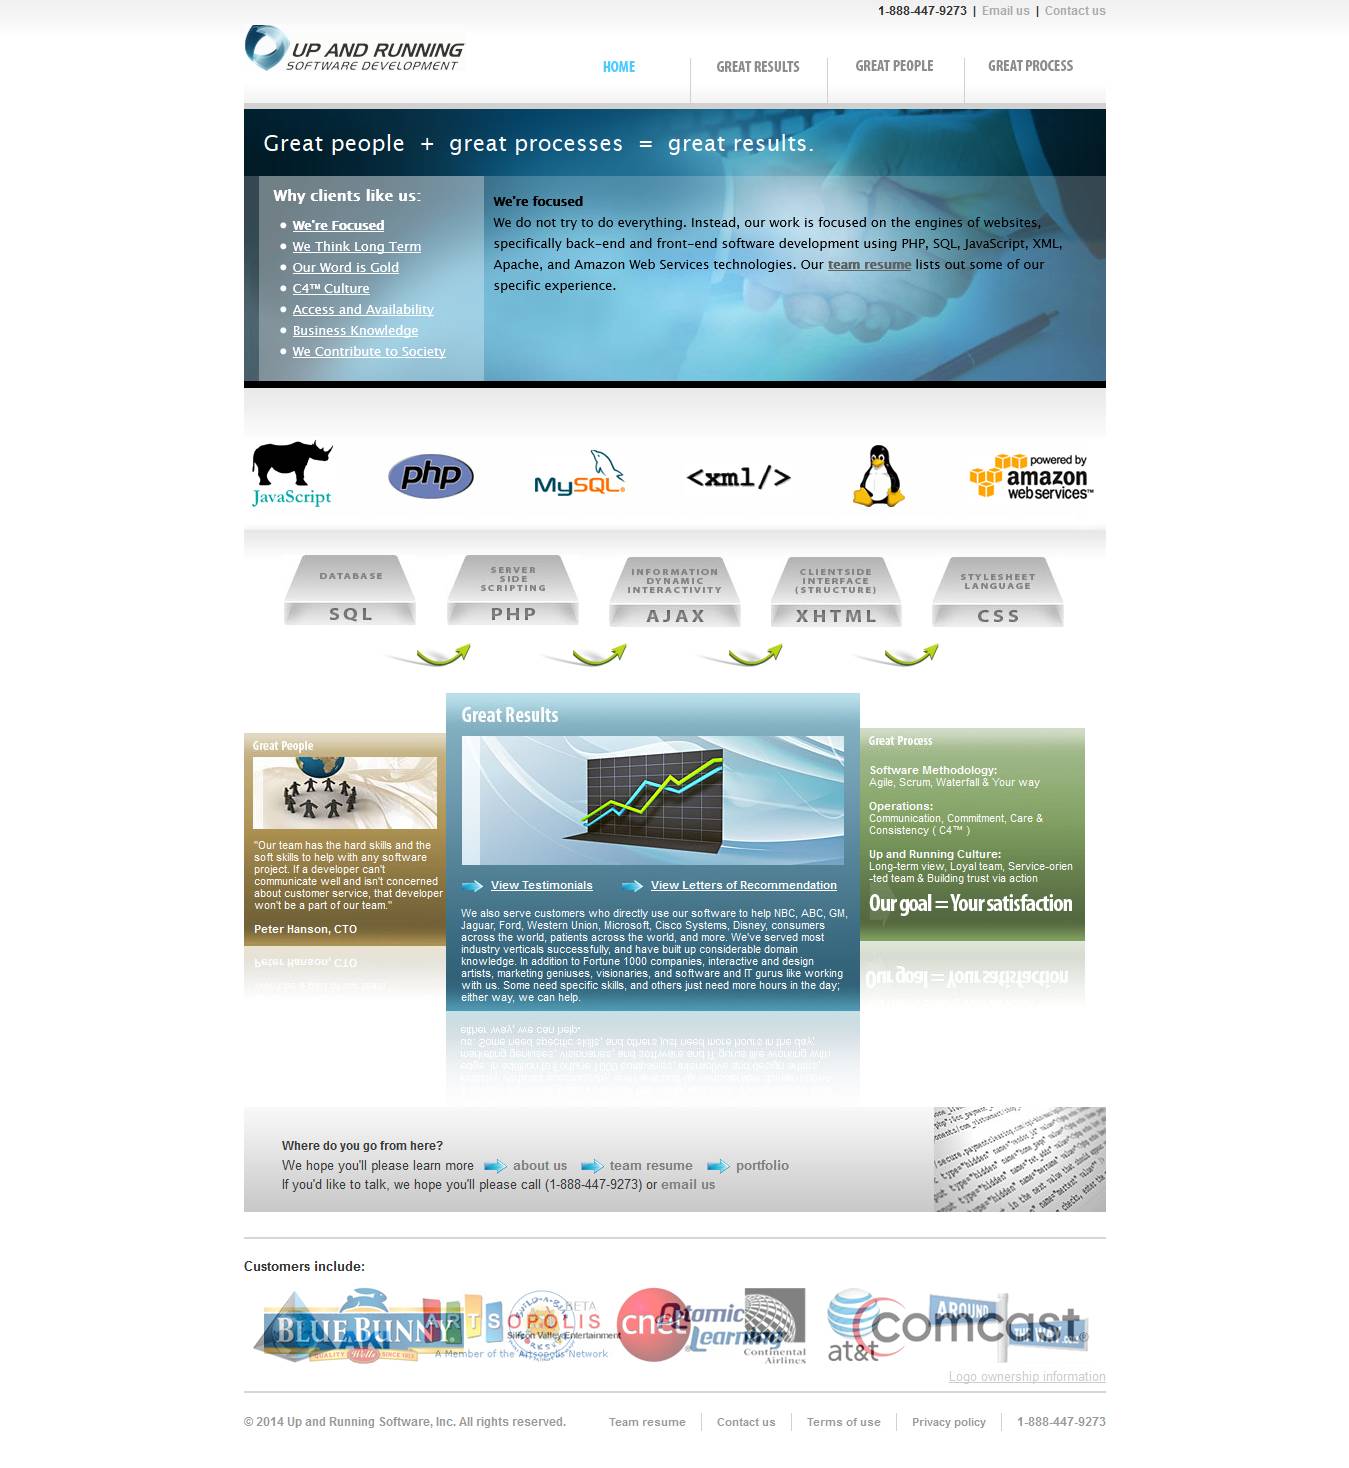 1-888-447-9273 | Email us | Contact us
UP AND RUNNING
SOFTWARE DEVELOPMENT
HOME
GREAT RESULTS
GREAT PEOPLE
GREAT PROCESS
Great people + great processes = great results.
Why clients like us:
We're Focused
We Think Long Term
Our Word is Gold
C4™ Culture
Access and Availability
Business Knowledge
We Contribute to Society
We're focused
We do not try to do everything. Instead, our work is focused on the engines of websites,
specifically back-end and front-end software development using PHP, SQL, JavaScript, XML,
Apache, and Amazon Web Services technologies. Our team resume lists out some of our
specific experience.
JavaScript
php
MySQL
<xml/>
powered by
amazon
web services™
DATABASE
SQL
SERVER
SIDE
SCRIPTING
PHP
INFORMATION
DYNAMIC
INTERACTIVITY
AJAX
CLIENTSIDE
INTERFACE
(STRUCTURE)
XHTML
STYLESHEET
LANGUAGE
CSS
Great People
"Our team has the hard skills and the
soft skills to help with any software
project. If a developer can't
communicate well and isn't concerned
about customer service, that developer
won't be a part of our team."
Peter Hanson, CTO
Great Results
View Testimonials
View Letters of Recommendation
We also serve customers who directly use our software to help NBC, ABC, GM,
Jaguar, Ford, Western Union, Microsoft, Cisco Systems, Disney, consumers
across the world, patients across the world, and more. We've served most
industry verticals successfully, and have built up considerable domain
knowledge. In addition to Fortune 1000 companies, interactive and design
artists, marketing geniuses, visionaries, and software and IT gurus like working
with us. Some need specific skills, and others just need more hours in the day;
either way, we can help.
Great Process
Software Methodology:
Agile, Scrum, Waterfall & Your way
Operations:
Communication, Commitment, Care &
Consistency ( C4™ )
Up and Running Culture:
Long-term view, Loyal team, Service-orien
-ted team & Building trust via action
Our goal = Your satisfaction
Where do you go from here?
We hope you'll please learn more about us team resume portfolio
If you'd like to talk, we hope you'll please call (1-888-447-9273) or email us
Customers include:
BLUE BUNNY
QUALITY Wells SINCE 1913
ARTSOPOLIS
BETA
Silicon Valley Entertainment
A Member of the Artsopolis Network
BUILD-A-BEAR
cnet
Atomic
Learning
Continental
Airlines
at&t
comcast
AROUND
THE WAY.com
Logo ownership information
© 2014 Up and Running Software, Inc. All rights reserved.
Team resume
Contact us
Terms of use
Privacy policy
1-888-447-9273